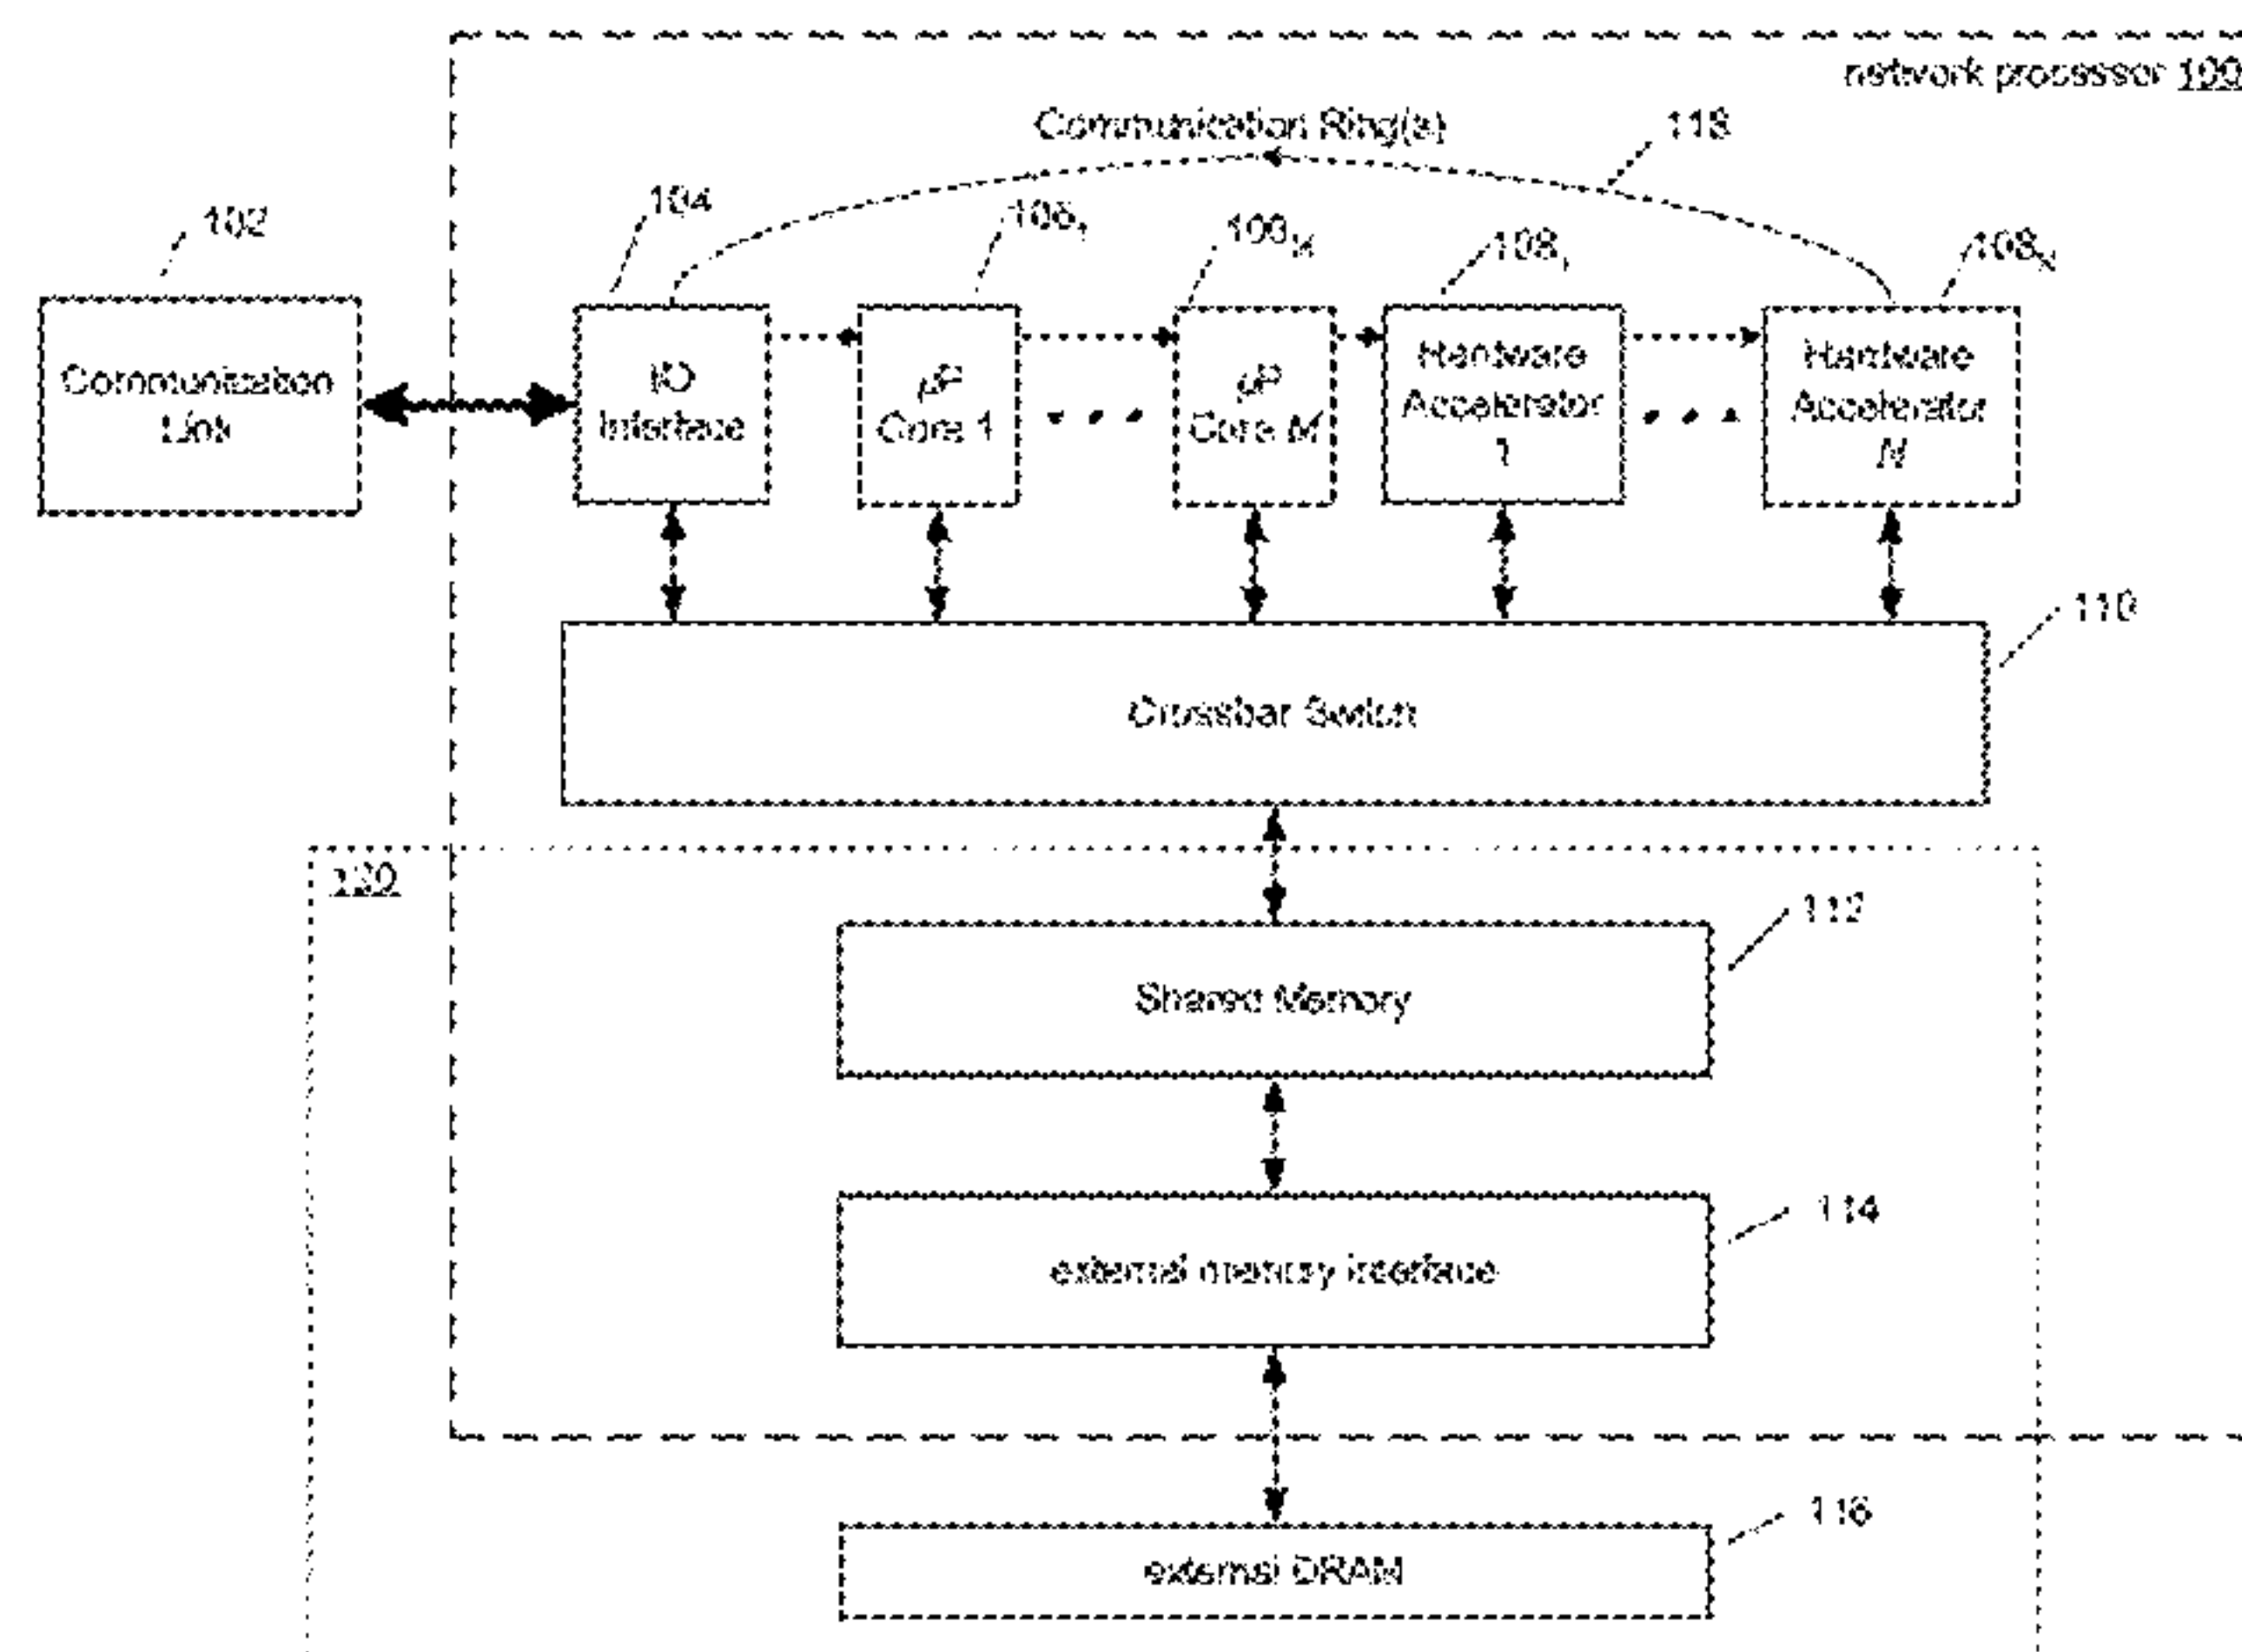 network processor 100
Communication Ring(s)
118
102
104
106₁
106M
108₁
108N
Communication
Link
I/O
Interface
μP
Core 1
μP
Core M
Hardware
Accelerator
1
Hardware
Accelerator
N
110
Crossbar Switch
120
112
Shared Memory
114
external memory interface
116
external DRAM